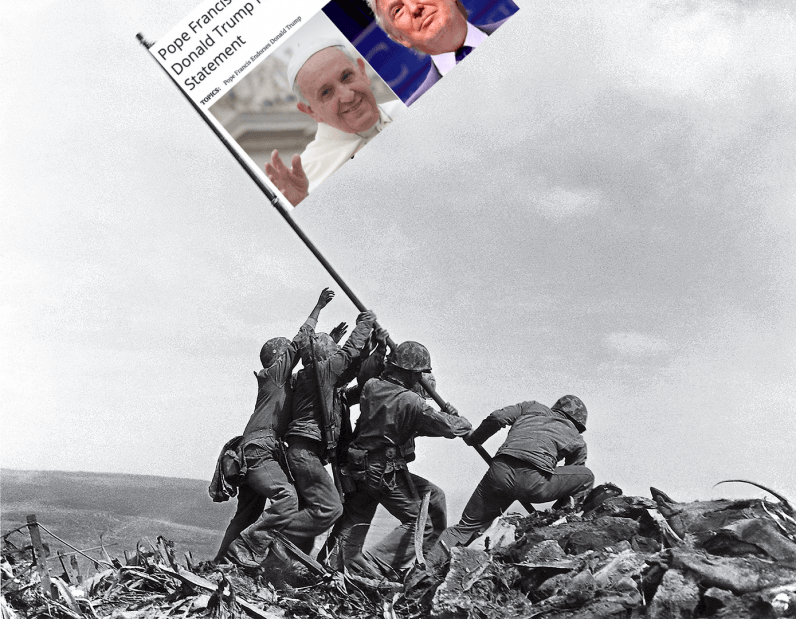 Pope Francis
Donald Trump
Statement
TOPICS: Pope Francis Endorses Donald Trump